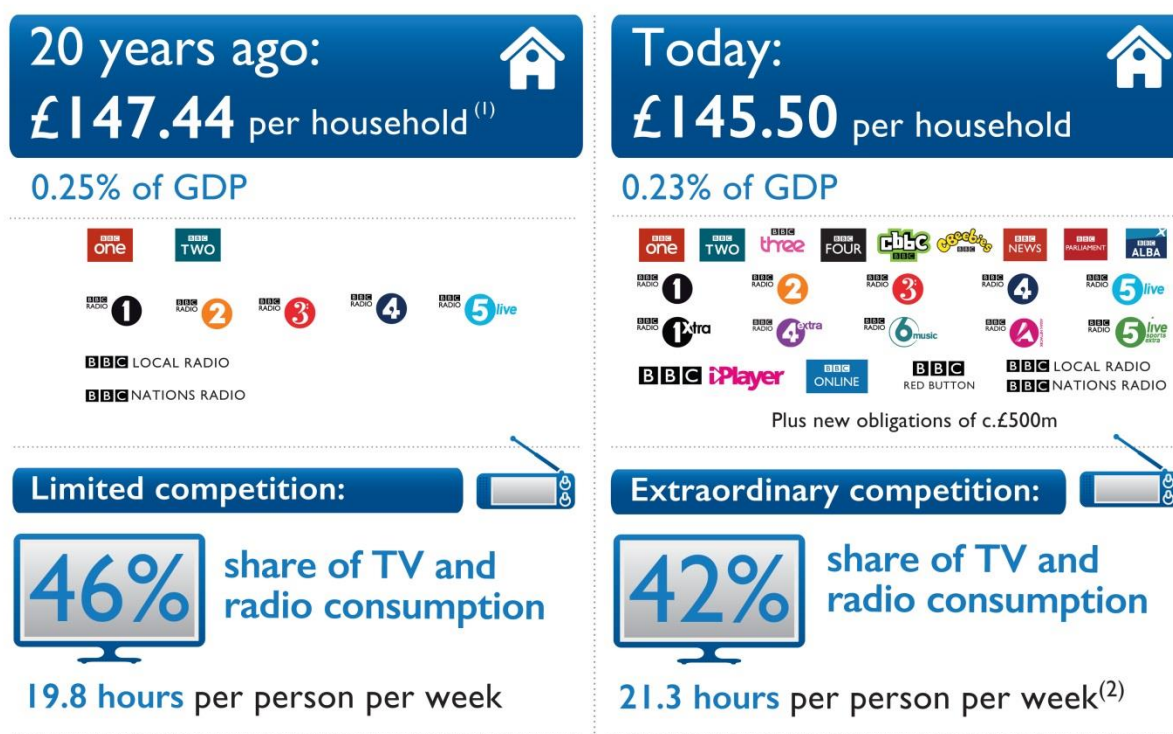 20 years ago:
£147.44 per household (1)
0.25% of GDP
BBC one
BBC TWO
BBC RADIO 1
BBC RADIO 2
BBC RADIO 3
BBC RADIO 4
BBC RADIO 5 live
BBC LOCAL RADIO
BBC NATIONS RADIO
Limited competition:
46%
share of TV and
radio consumption
19.8 hours per person per week
Today:
£145.50 per household
0.23% of GDP
BBC one BBC TWO BBC three BBC FOUR cbbc BBC cbeebies BBC BBC NEWS BBC PARLIAMENT BBC ALBA
BBC RADIO 1 BBC RADIO 2 BBC RADIO 3 BBC RADIO 4 BBC RADIO 5 live
BBC RADIO 1Xtra BBC RADIO 4 extra BBC RADIO 6 music BBC RADIO BBC RADIO 5 live sports extra
BBC iPlayer BBC ONLINE BBC RED BUTTON BBC LOCAL RADIO
BBC NATIONS RADIO
Plus new obligations of c.£500m
Extraordinary competition:
42%
share of TV and
radio consumption
21.3 hours per person per week(2)